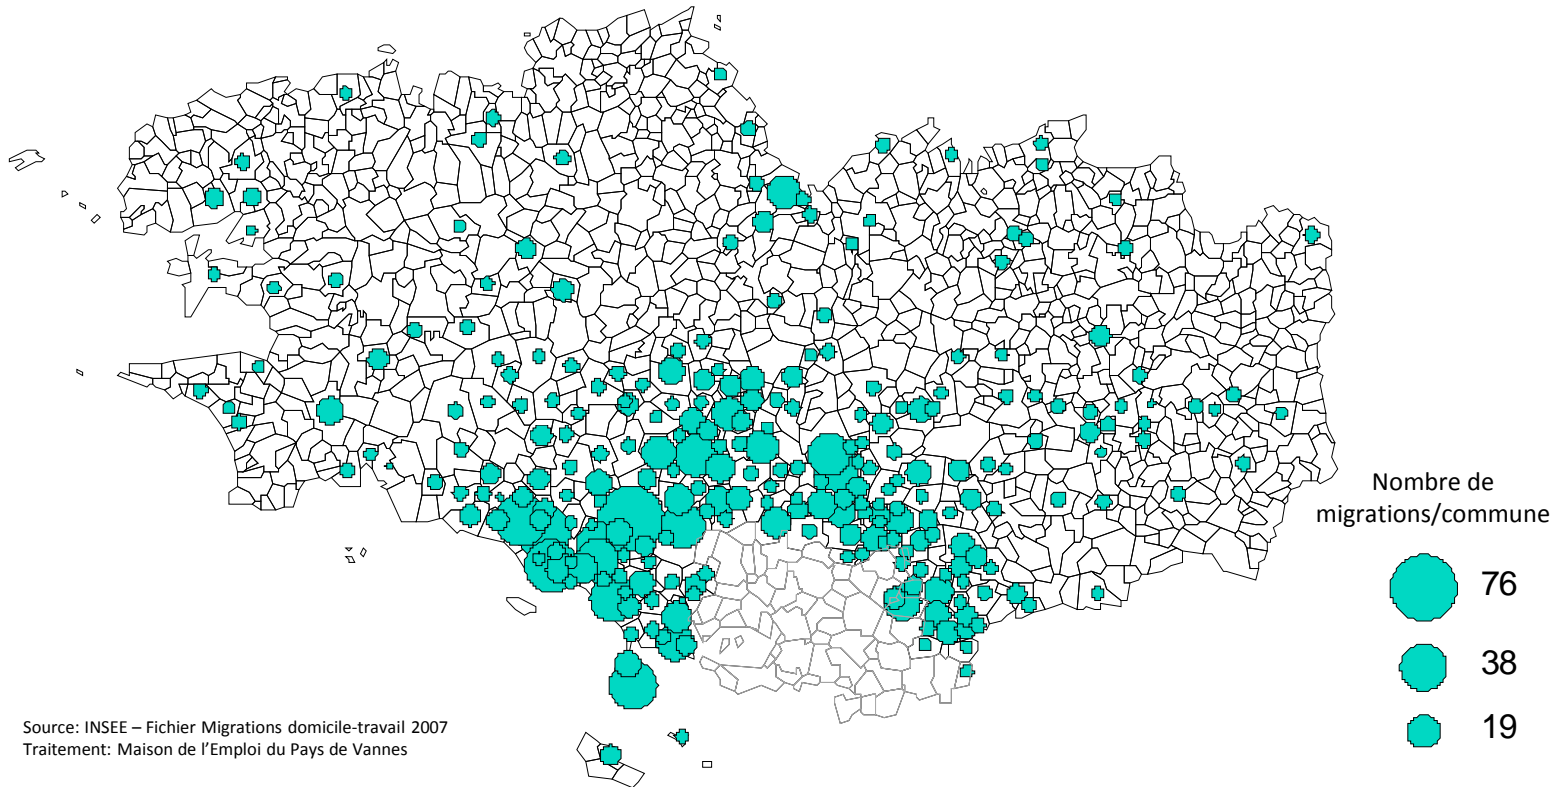 Nombre de
migrations/commune
76
38
19
Source: INSEE – Fichier Migrations domicile-travail 2007
Traitement: Maison de l’Emploi du Pays de Vannes